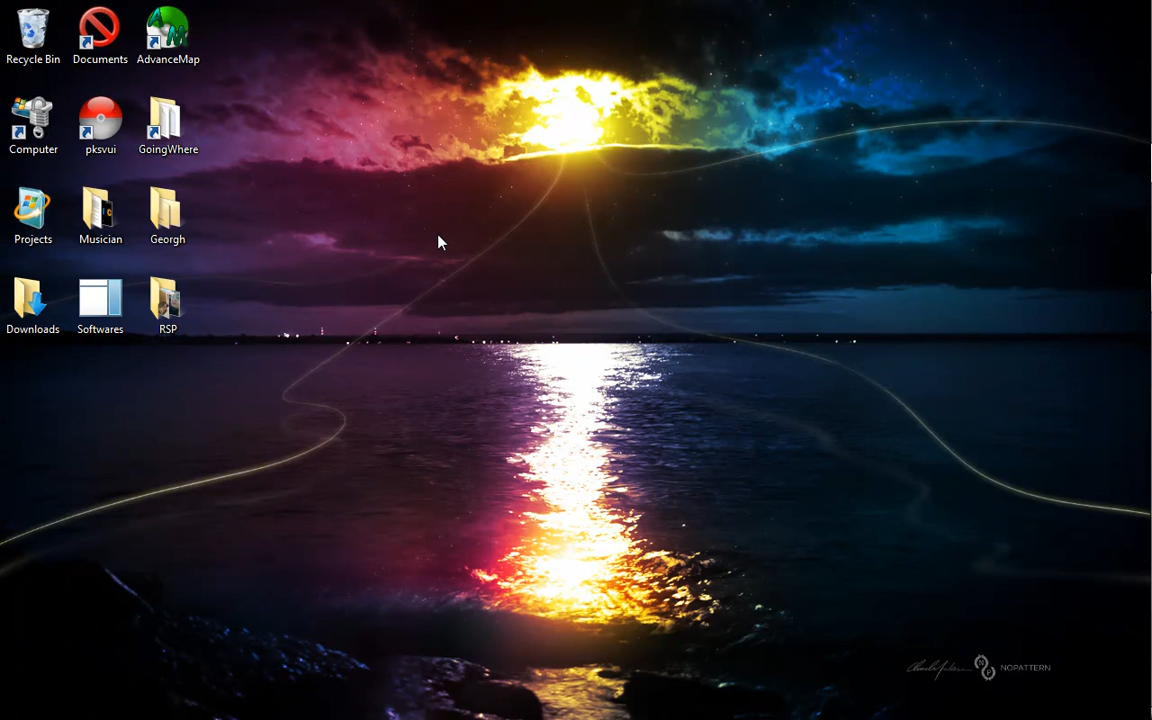 Recycle Bin
Documents
AdvanceMap
Computer
pksvui
GoingWhere
Projects
Musician
Georgh
Downloads
Softwares
RSP
NOPATTERN